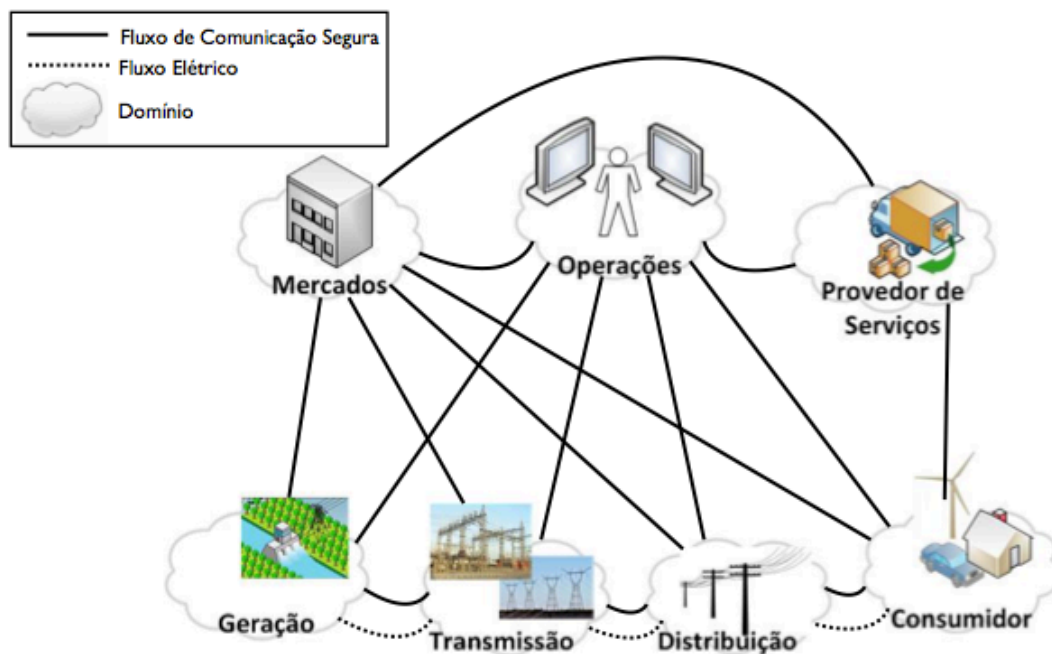 Fluxo de Comunicação Segura
Fluxo Elétrico
Domínio
Mercados
Operações
Provedor de
Serviços
Geração
Transmissão
Distribuição
Consumidor